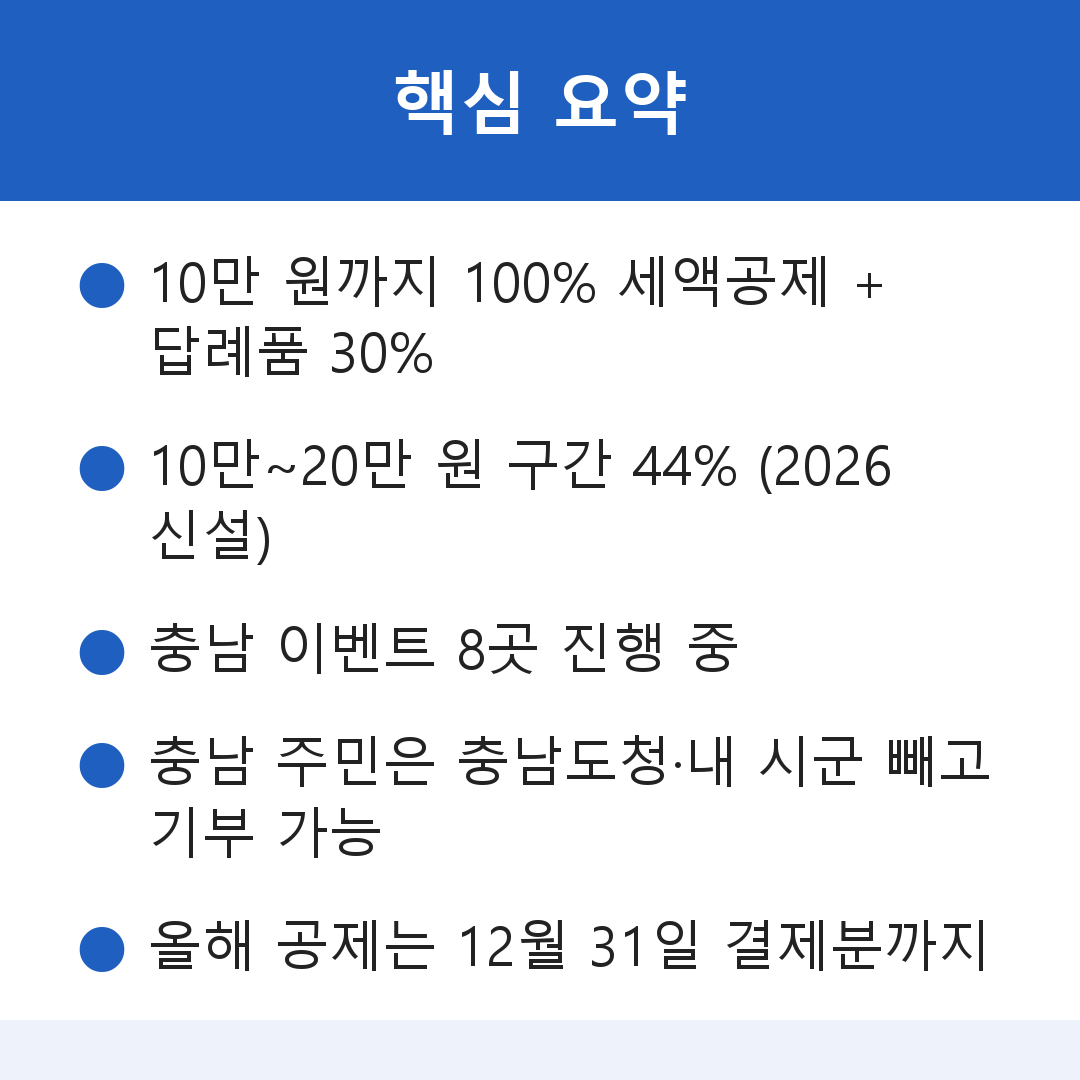 핵심 요약
10만 원까지 100% 세액공제 +
답례품 30%
10만~20만 원 구간 44% (2026
신설)
충남 이벤트 8곳 진행 중
충남 주민은 충남도청·내 시군 빼고
기부 가능
올해 공제는 12월 31일 결제분까지